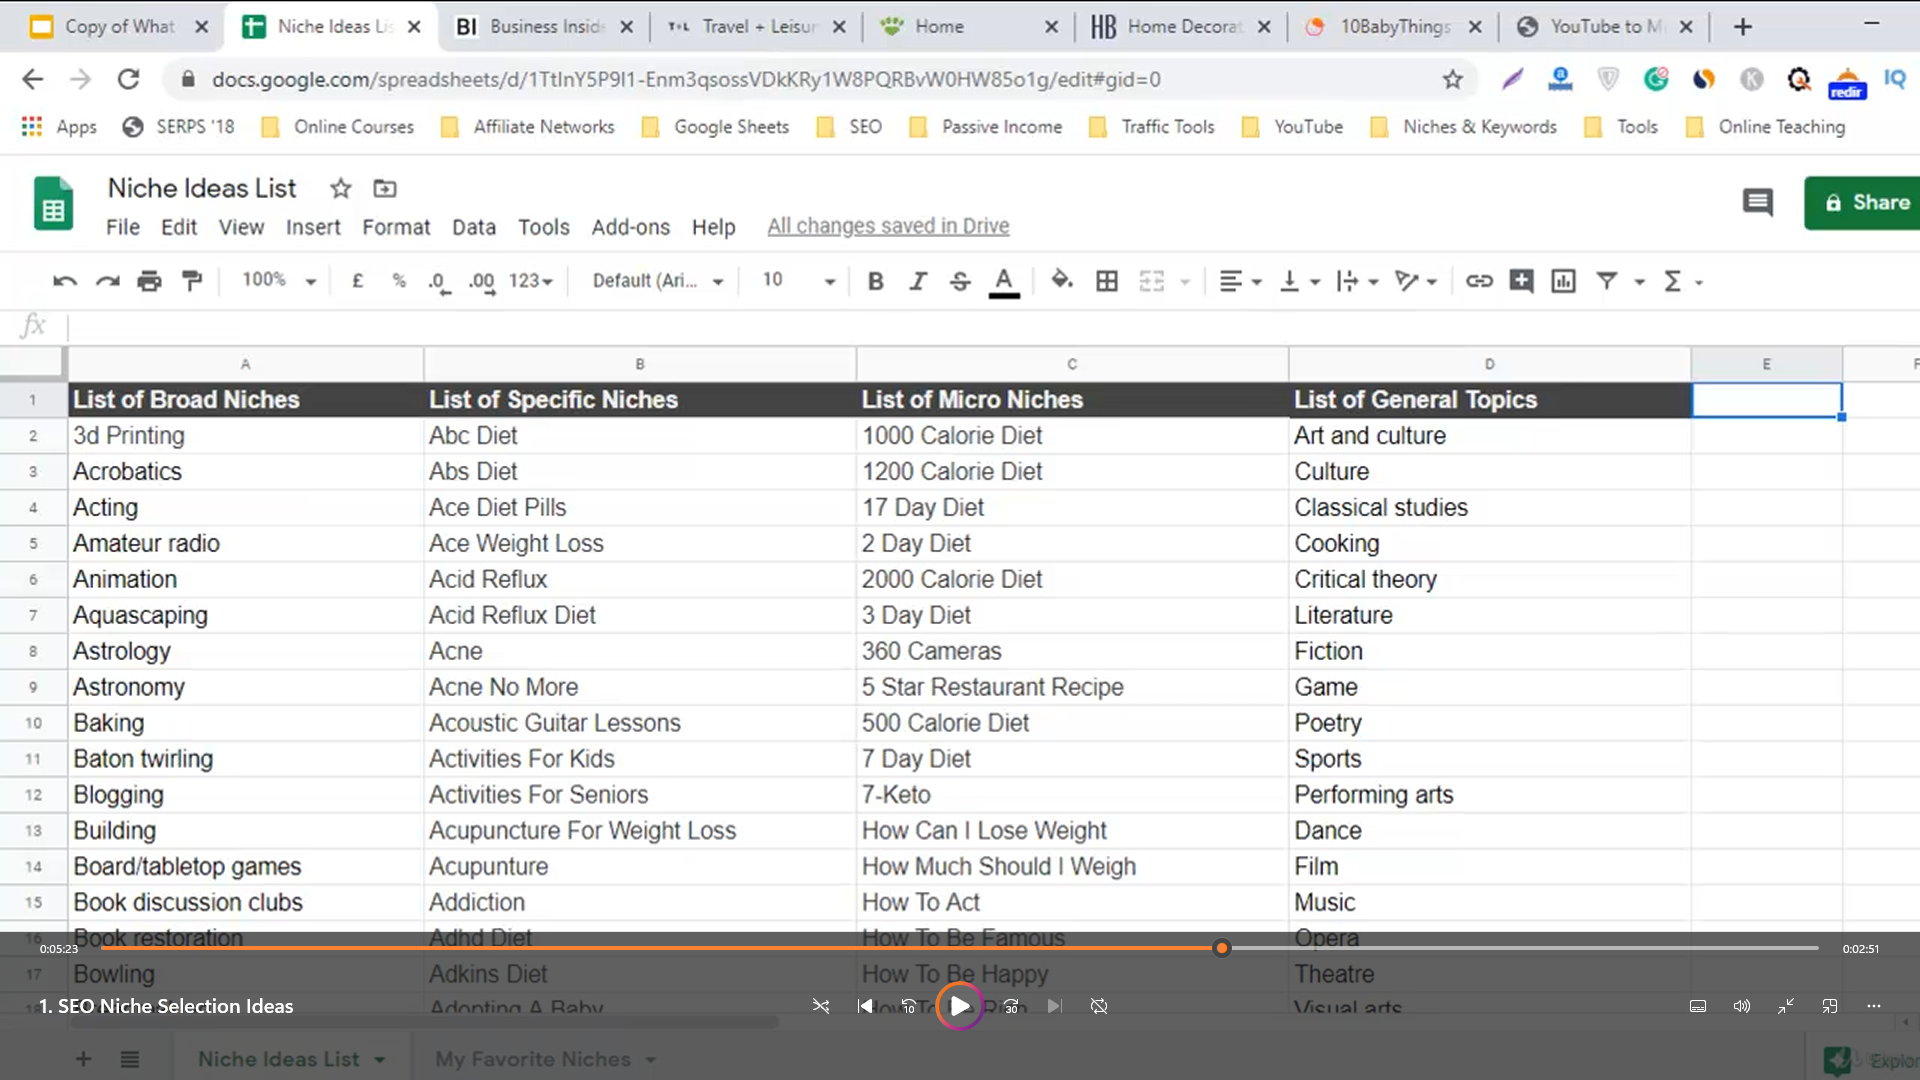 Copy of What
Niche Ideas Lis
BI Business Insid
T+L Travel + Leisur
Home
HB Home Decorat
10BabyThings
YouTube to M
docs.google.com/spreadsheets/d/1TtInY5P9I1-Enm3qsossVDkKRy1W8PQRBvW0HW85o1g/edit#gid=0
redir
IQ
Apps SERPS '18 Online Courses Affiliate Networks Google Sheets SEO Passive Income Traffic Tools YouTube Niches & Keywords Tools Online Teaching
Niche Ideas List
Share
File Edit View Insert Format Data Tools Add-ons Help All changes saved in Drive
100% £ % .0 .00 123 Default (Ari... 10 B I S A Σ
fx
A B C D E F
1 List of Broad Niches List of Specific Niches List of Micro Niches List of General Topics
2 3d Printing Abc Diet 1000 Calorie Diet Art and culture
3 Acrobatics Abs Diet 1200 Calorie Diet Culture
4 Acting Ace Diet Pills 17 Day Diet Classical studies
5 Amateur radio Ace Weight Loss 2 Day Diet Cooking
6 Animation Acid Reflux 2000 Calorie Diet Critical theory
7 Aquascaping Acid Reflux Diet 3 Day Diet Literature
8 Astrology Acne 360 Cameras Fiction
9 Astronomy Acne No More 5 Star Restaurant Recipe Game
10 Baking Acoustic Guitar Lessons 500 Calorie Diet Poetry
11 Baton twirling Activities For Kids 7 Day Diet Sports
12 Blogging Activities For Seniors 7-Keto Performing arts
13 Building Acupuncture For Weight Loss How Can I Lose Weight Dance
14 Board/tabletop games Acupunture How Much Should I Weigh Film
15 Book discussion clubs Addiction How To Act Music
16 Book restoration Adhd Diet How To Be Famous Opera
0:05:23 0:02:51
17 Bowling Adkins Diet How To Be Happy Theatre
18 Adopting A Baby How To Be Rich Visual arts
1. SEO Niche Selection Ideas
10 30
Niche Ideas List My Favorite Niches
Explor